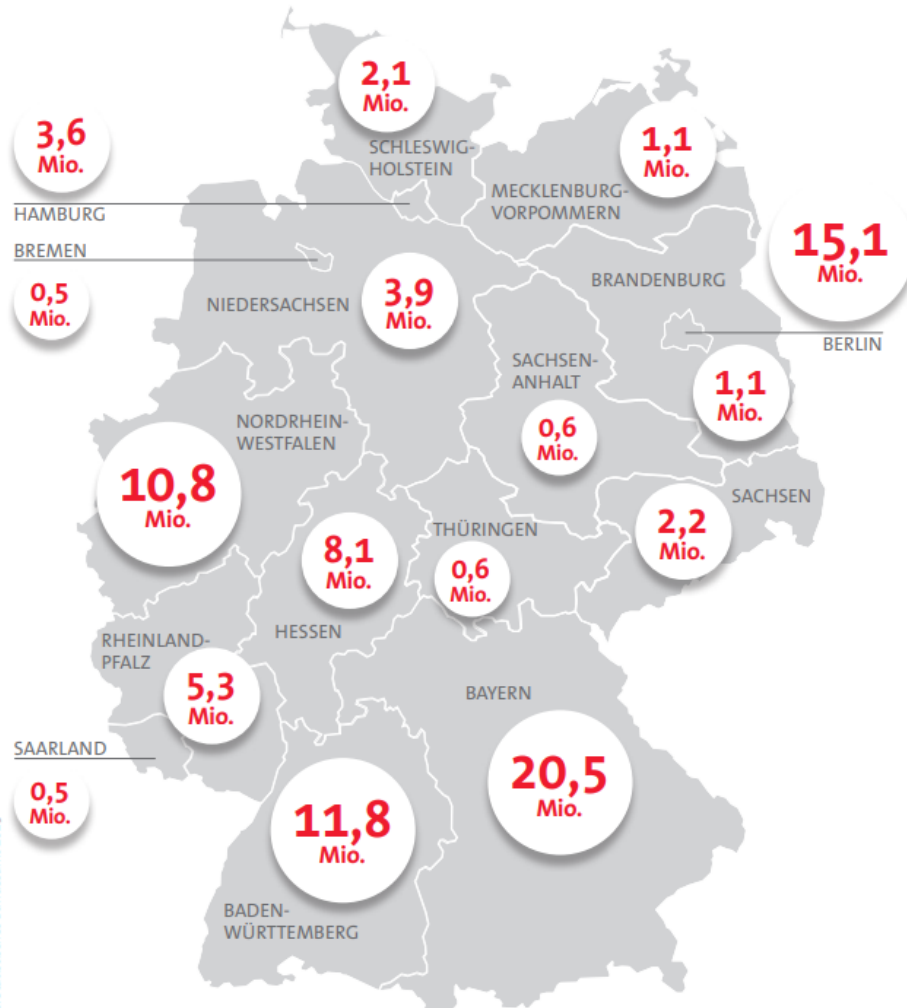 2,1
Mio.
SCHLESWIG-
HOLSTEIN
3,6
Mio.
HAMBURG
1,1
Mio.
MECKLENBURG-
VORPOMMERN
BREMEN
0,5
Mio.
15,1
Mio.
BERLIN
BRANDENBURG
1,1
Mio.
NIEDERSACHSEN
3,9
Mio.
SACHSEN-
ANHALT
0,6
Mio.
NORDRHEIN-
WESTFALEN
10,8
Mio.
SACHSEN
2,2
Mio.
THÜRINGEN
0,6
Mio.
8,1
Mio.
HESSEN
RHEINLAND-
PFALZ
5,3
Mio.
BAYERN
20,5
Mio.
SAARLAND
0,5
Mio.
11,8
Mio.
BADEN-
WÜRTTEMBERG